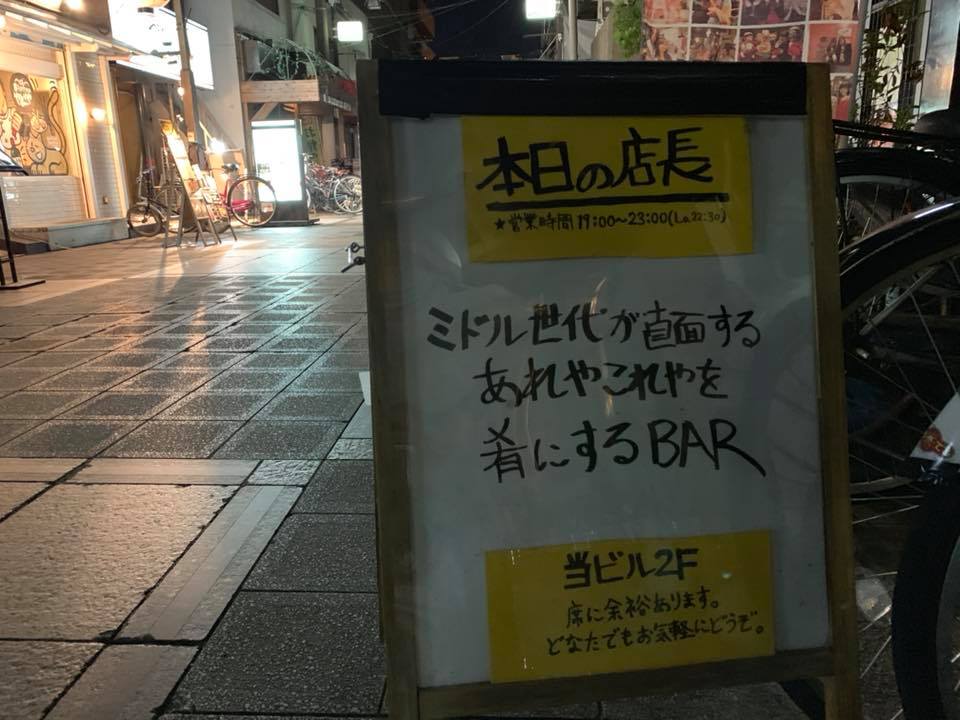 本日の店長
★営業時間 19:00〜23:00(Lo.22:30)
ミドル世代が直面する
あれやこれやを
肴にするBAR
当ビル2F
席に余裕あります。
どなたでもお気軽にどうぞ。